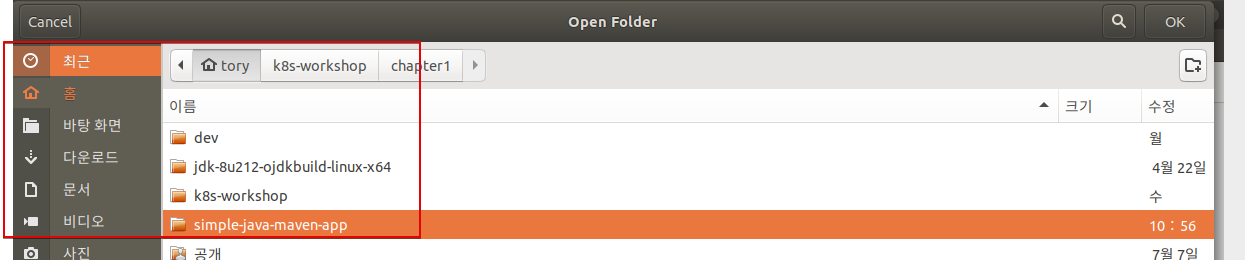 Cancel Open Folder OK
최근 tory k8s-workshop chapter1
홈 이름 크기 수정
바탕 화면 dev 월
다운로드 jdk-8u212-ojdkbuild-linux-x64 4월 22일
문서 k8s-workshop 수
비디오 simple-java-maven-app 10 : 56
사진 공개 7월 7일